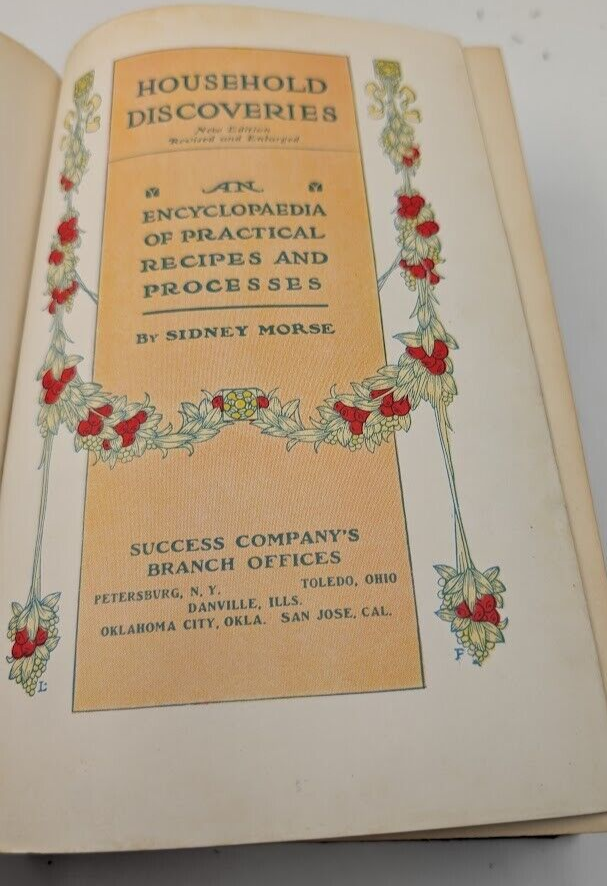 HOUSEHOLD
DISCOVERIES
New Edition
Revised and Enlarged
AN
ENCYCLOPAEDIA
OF PRACTICAL
RECIPES AND
PROCESSES
By SIDNEY MORSE
SUCCESS COMPANY'S
BRANCH OFFICES
PETERSBURG, N. Y. TOLEDO, OHIO
DANVILLE, ILLS.
OKLAHOMA CITY, OKLA. SAN JOSE, CAL.
L F